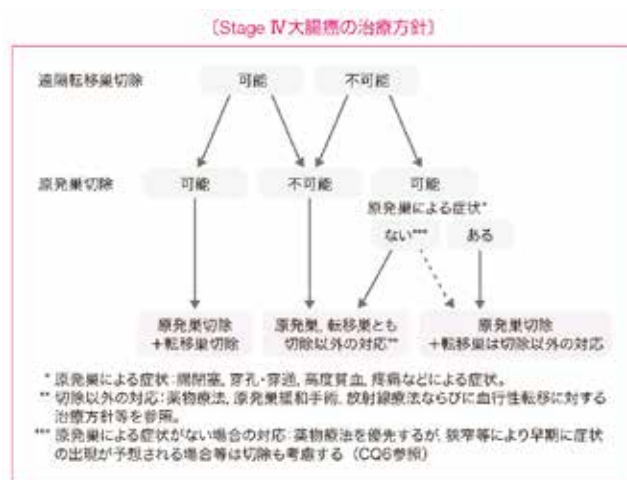 〔Stage Ⅳ大腸癌の治療方針〕
遠隔転移巣切除 可能 不可能
原発巣切除 可能 不可能 可能
原発巣による症状*
ない*** ある
原発巣切除 原発巣，転移巣とも 原発巣切除
＋転移巣切除 切除以外の対応** ＋転移巣は切除以外の対応
* 原発巣による症状：腸閉塞，穿孔・穿通，高度貧血，疼痛などによる症状。
** 切除以外の対応：薬物療法，原発巣緩和手術，放射線療法ならびに血行性転移に対する
治療方針等を参照。
*** 原発巣による症状がない場合の対応：薬物療法を優先するが，狭窄等により早期に症状
の出現が予想される場合等は切除も考慮する（CQ6参照）